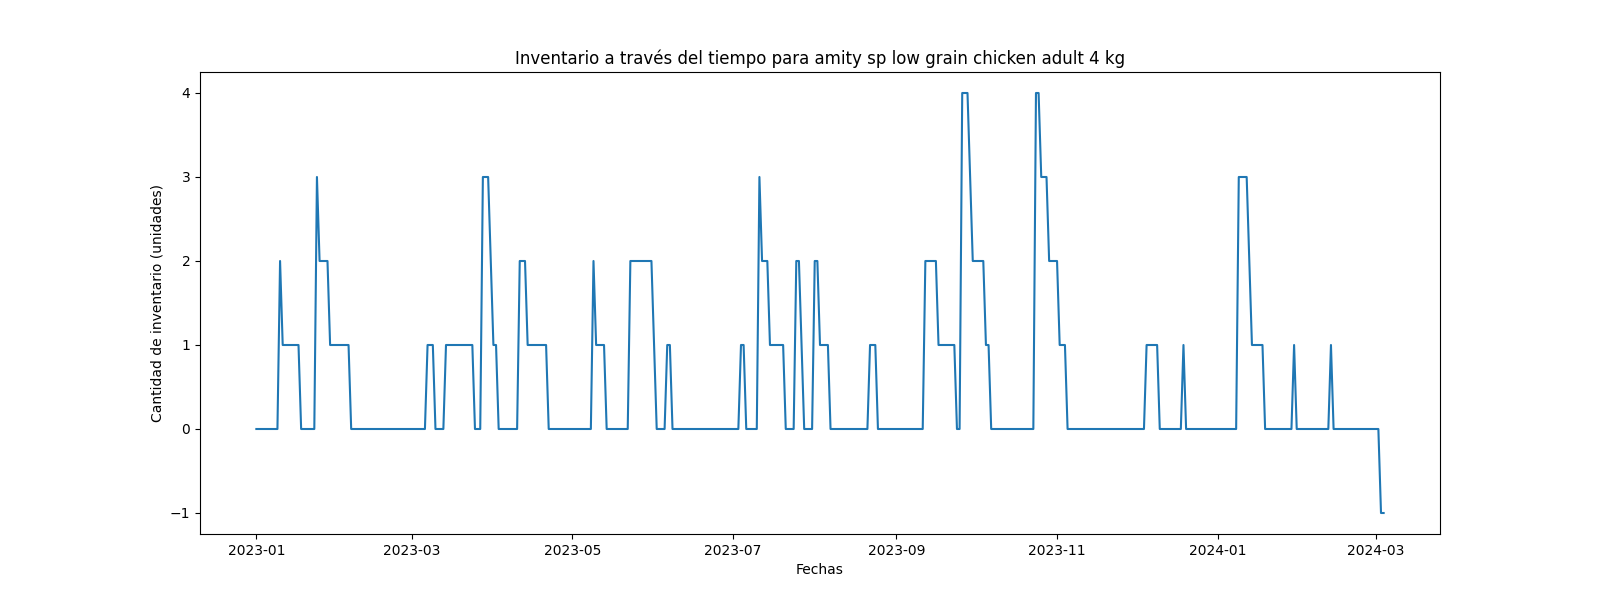 Inventario a través del tiempo para amity sp low grain chicken adult 4 kg
Cantidad de inventario (unidades)
4
3
2
1
0
−1
2023-01 2023-03 2023-05 2023-07 2023-09 2023-11 2024-01 2024-03
Fechas